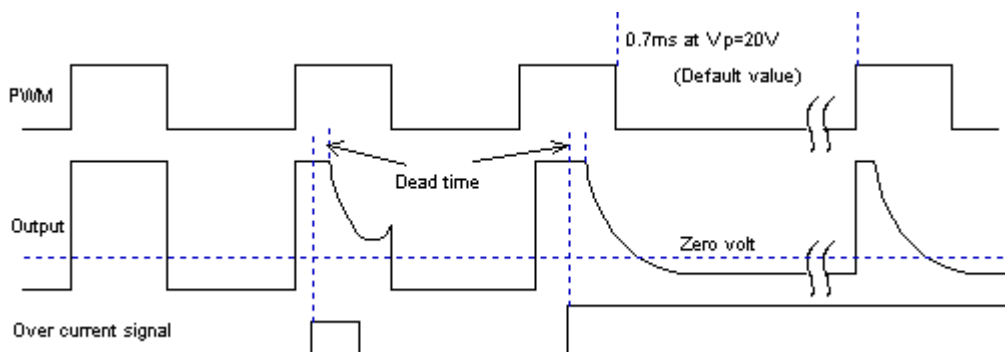 0.7ms at Vp=20V
(Default value)
PWM
Dead time
Output
Zero volt
Over current signal